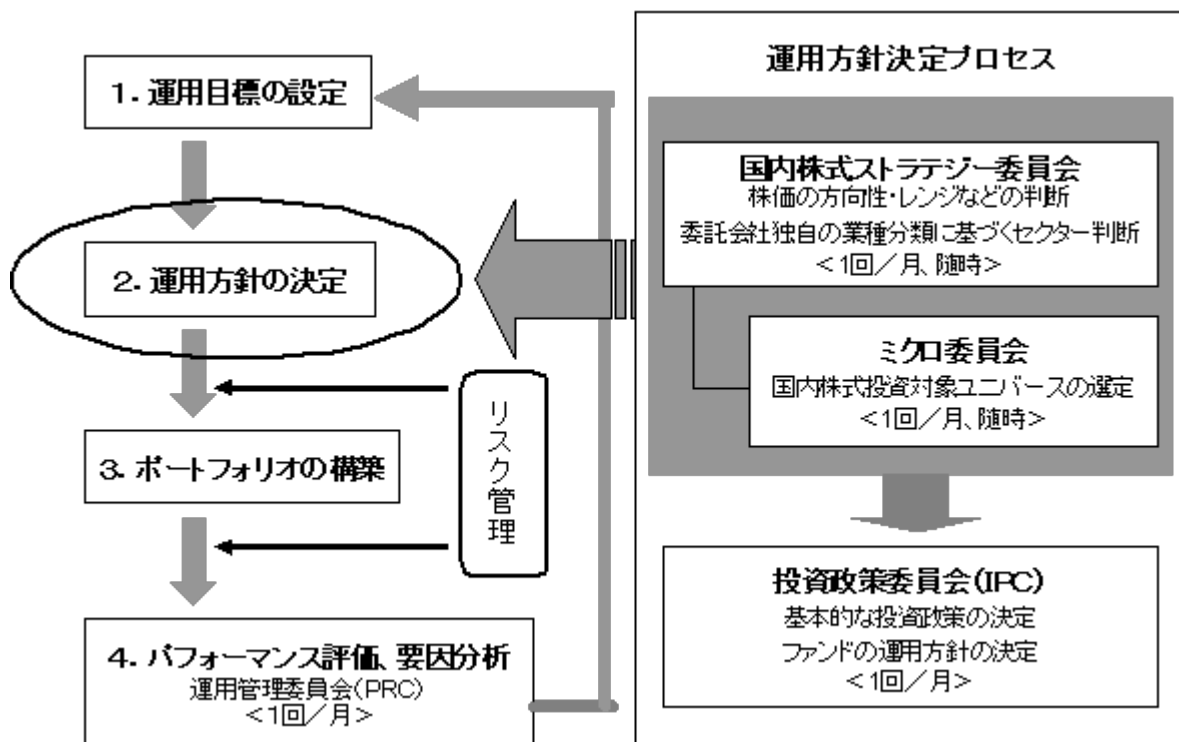 1. 運用目標の設定
2. 運用方針の決定
3. ポートフォリオの構築
4. パフォーマンス評価、要因分析
運用管理委員会(PRC)
<1回/月>
リスク管理
運用方針決定プロセス
国内株式ストラテジー委員会
株価の方向性・レンジなどの判断
委託会社独自の業種分類に基づくセクター判断
<1回/月、随時>
ミクロ委員会
国内株式投資対象ユニバースの選定
<1回/月、随時>
投資政策委員会(IPC)
基本的な投資政策の決定
ファンドの運用方針の決定
<1回/月>